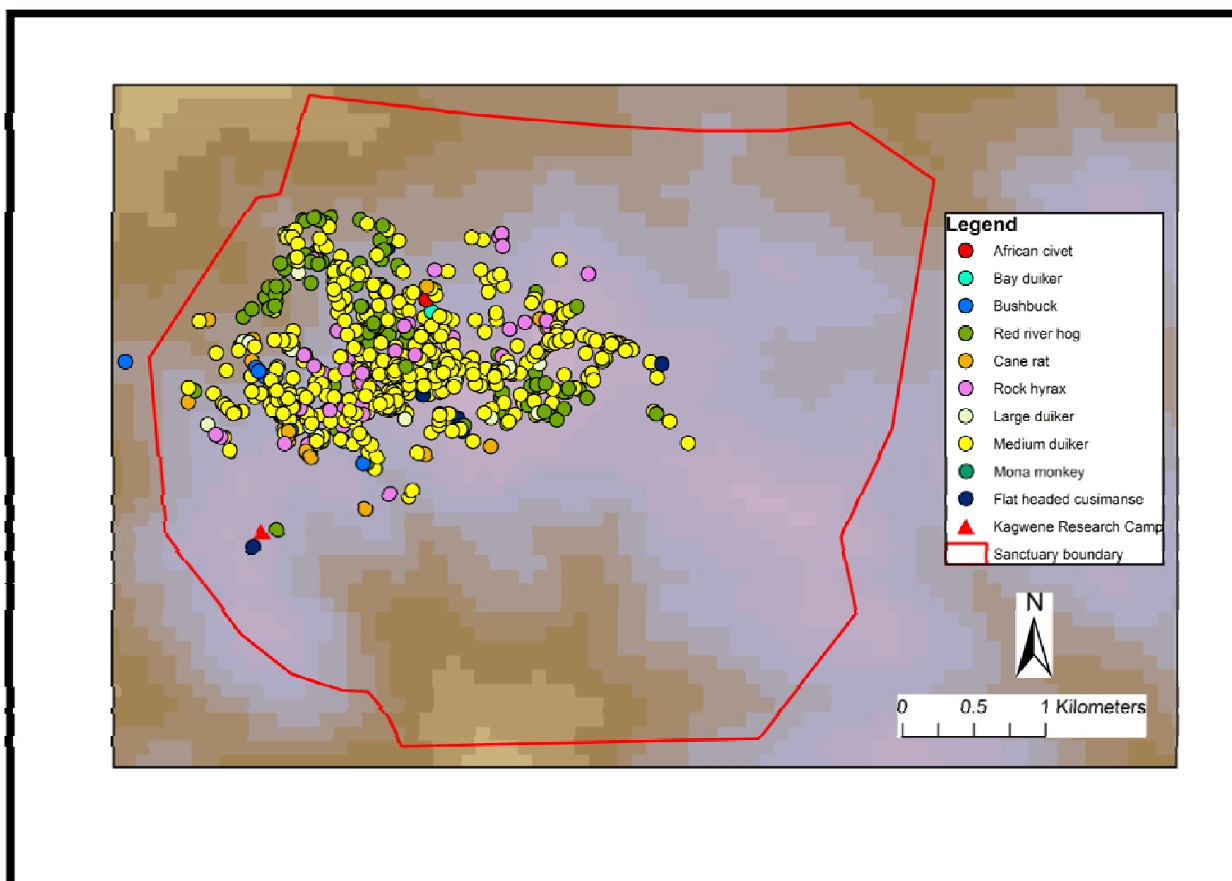 Legend
African civet
Bay duiker
Bushbuck
Red river hog
Cane rat
Rock hyrax
Large duiker
Medium duiker
Mona monkey
Flat headed cusimanse
Kagwene Research Camp
Sanctuary boundary
N
0 0.5 1 Kilometers